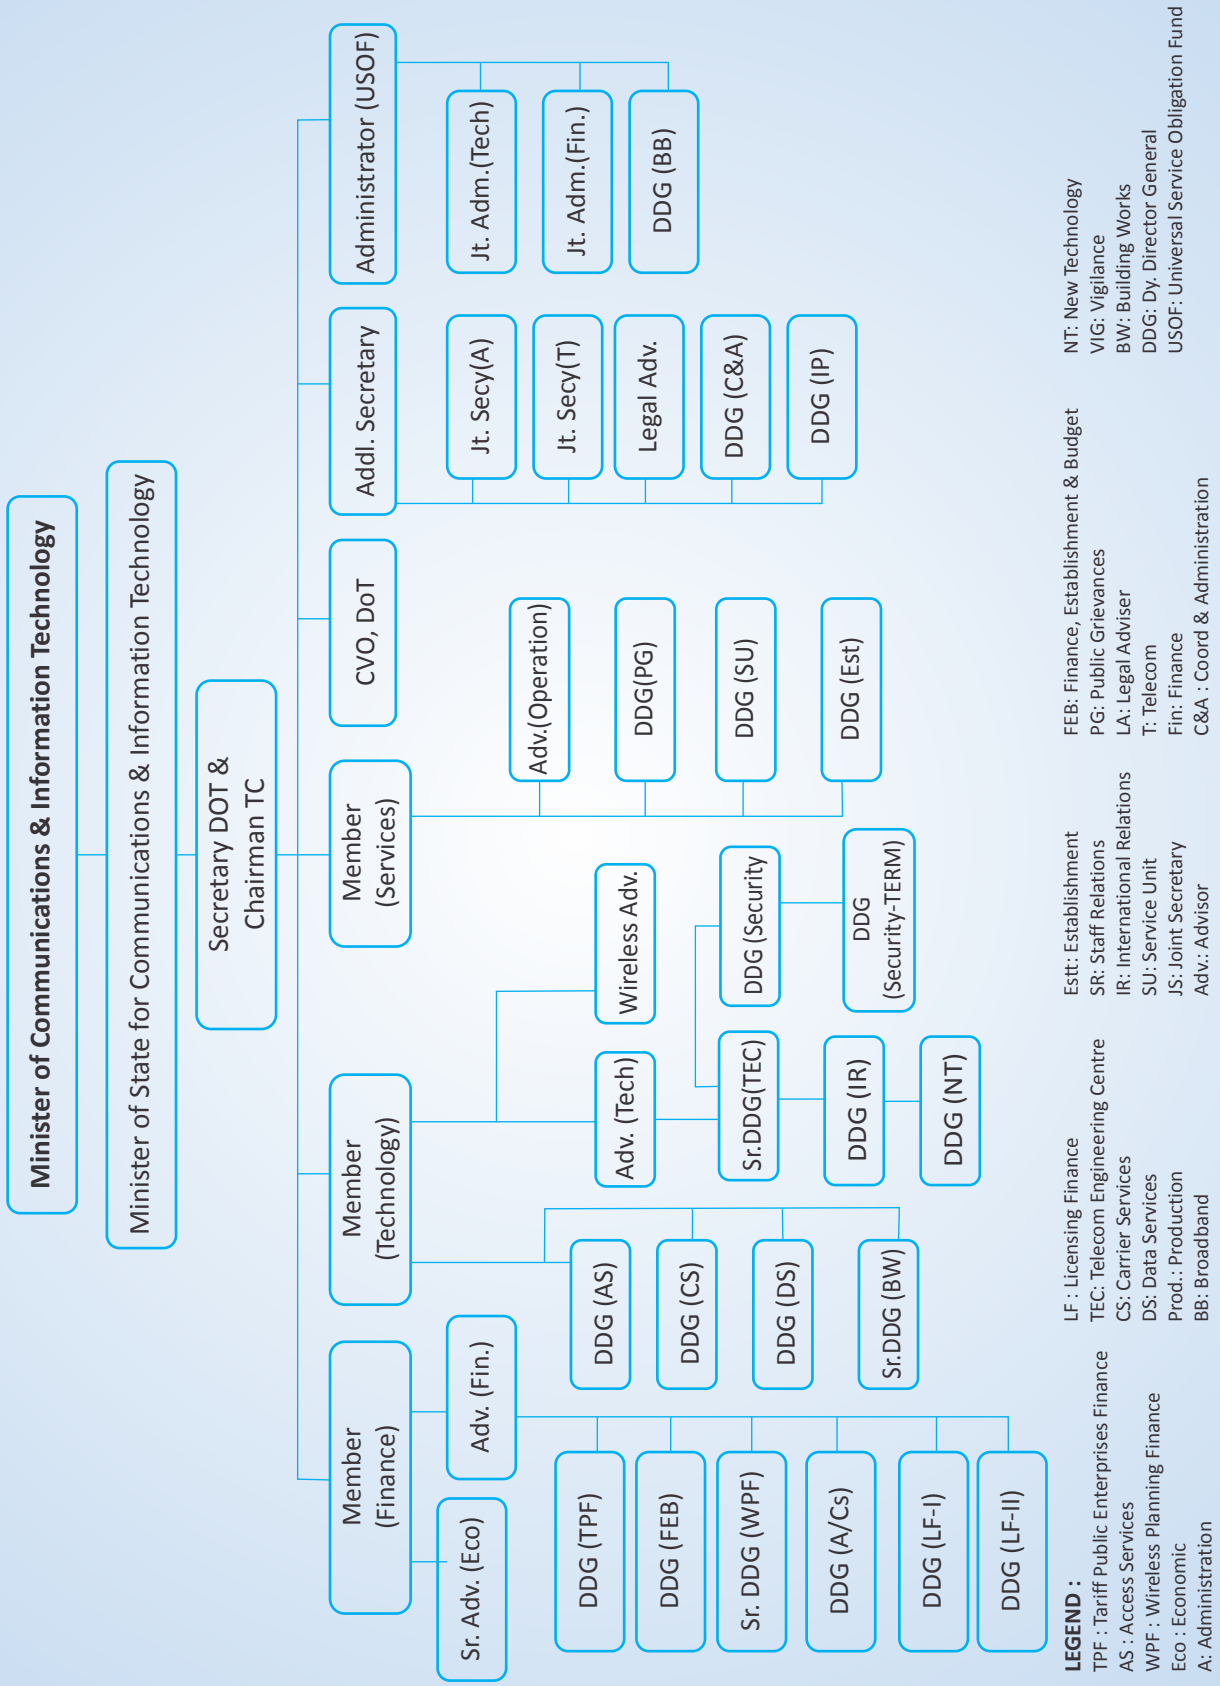 Minister of Communications & Information Technology
Minister of State for Communications & Information Technology
Secretary DOT &
Chairman TC
Member
(Finance)
Member
(Technology)
Member
(Services)
CVO, DoT
Addl. Secretary
Administrator (USOF)
Sr. Adv. (Eco)
Adv. (Fin.)
DDG (TPF)
DDG (FEB)
Sr. DDG (WPF)
DDG (A/Cs)
DDG (LF-I)
DDG (LF-II)
DDG (AS)
DDG (CS)
DDG (DS)
Sr.DDG (BW)
Adv. (Tech)
Wireless Adv.
Sr.DDG(TEC)
DDG (IR)
DDG (NT)
DDG (Security
DDG
(Security-TERM)
Adv.(Operation)
DDG(PG)
DDG (SU)
DDG (Est)
Jt. Secy(A)
Jt. Secy(T)
Legal Adv.
DDG (C&A)
DDG (IP)
Jt. Adm.(Tech)
Jt. Adm.(Fin.)
DDG (BB)
LEGEND :
TPF : Tariff Public Enterprises Finance
AS : Access Services
WPF : Wireless Planning Finance
Eco : Economic
A: Administration
LF : Licensing Finance
TEC: Telecom Engineering Centre
CS: Carrier Services
DS: Data Services
Prod.: Production
BB: Broadband
Estt: Establishment
SR: Staff Relations
IR: International Relations
SU: Service Unit
JS: Joint Secretary
Adv.: Advisor
FEB: Finance, Establishment & Budget
PG: Public Grievances
LA: Legal Adviser
T: Telecom
Fin: Finance
C&A : Coord & Administration
NT: New Technology
VIG: Vigilance
BW: Building Works
DDG: Dy. Director General
USOF: Universal Service Obligation Fund